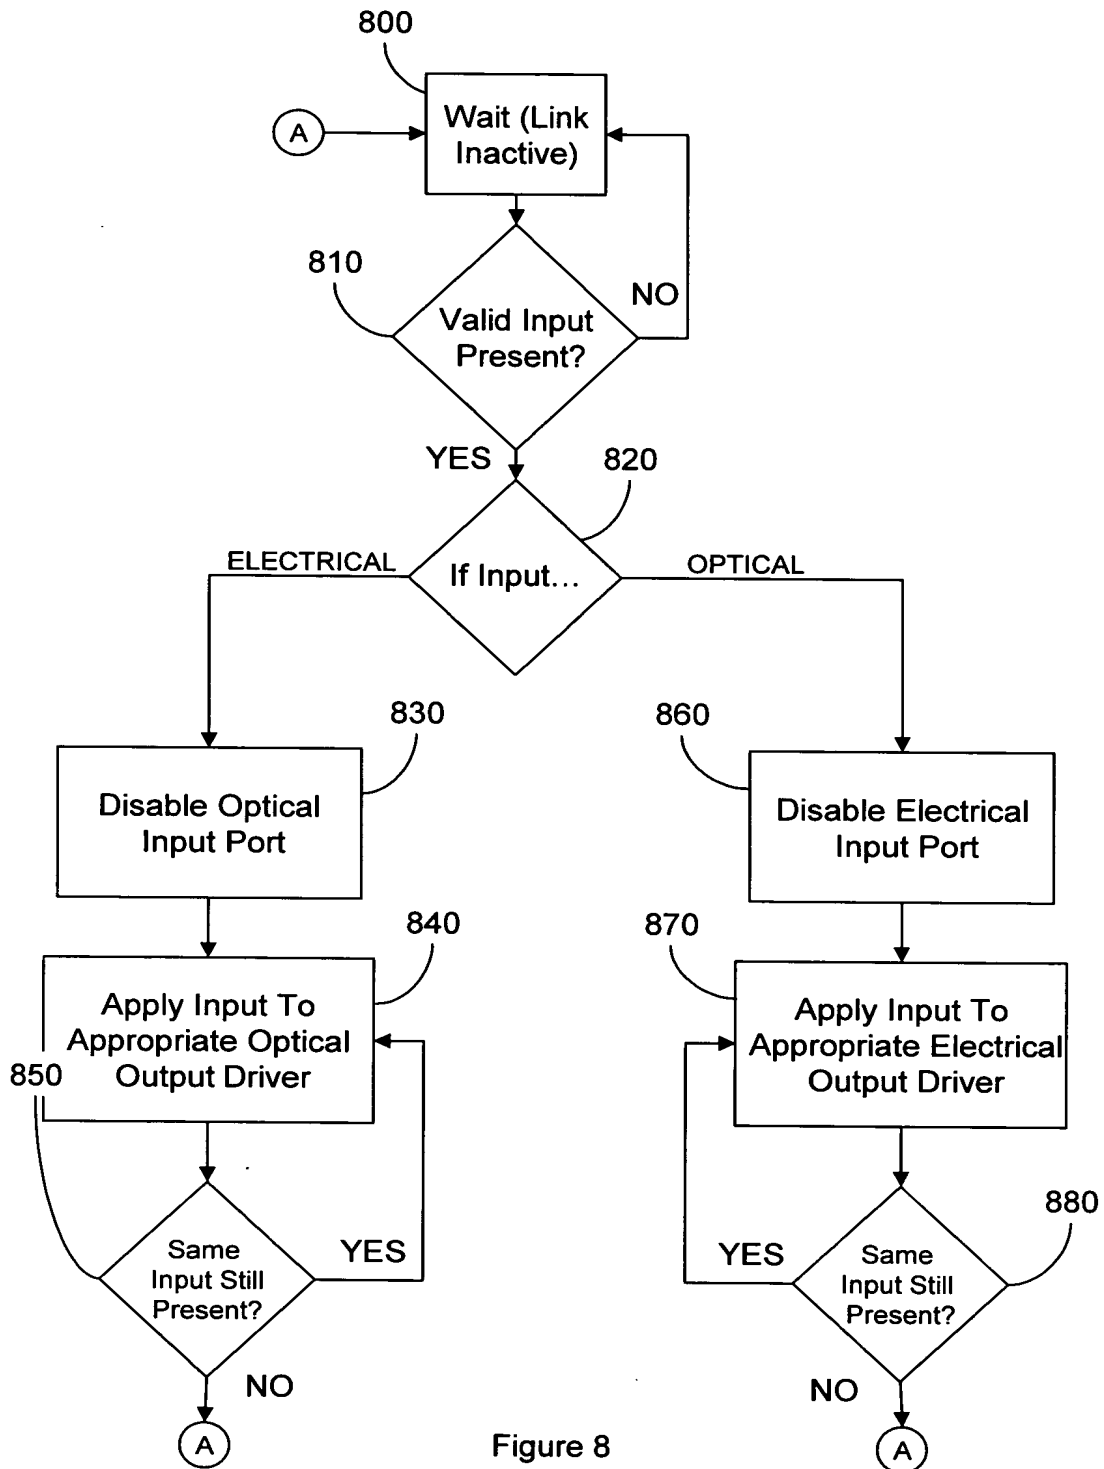 800
A
Wait (Link
Inactive)
810
NO
Valid Input
Present?
YES
820
ELECTRICAL
If Input...
OPTICAL
830
860
Disable Optical
Input Port
Disable Electrical
Input Port
840
870
Apply Input To
Appropriate Optical
Output Driver
Apply Input To
Appropriate Electrical
Output Driver
850
880
Same
Input Still
Present?
YES
YES
Same
Input Still
Present?
NO
NO
A
A
Figure 8